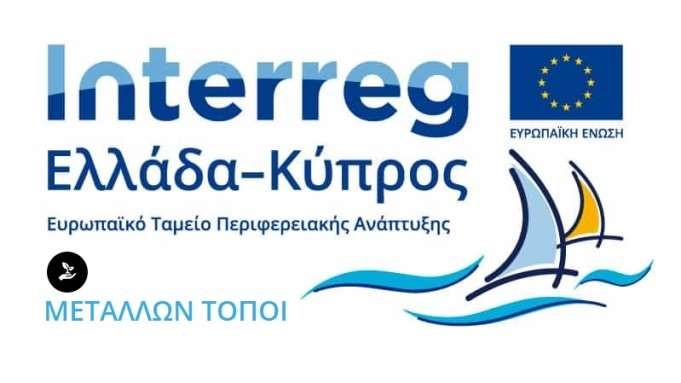 Interreg
ΕΥΡΩΠΑΪΚΗ ΕΝΩΣΗ
Ελλάδα–Κύπρος
Ευρωπαϊκό Ταμείο Περιφερειακής Ανάπτυξης
ΜΕΤΑΛΛΩΝ ΤΟΠΟΙ